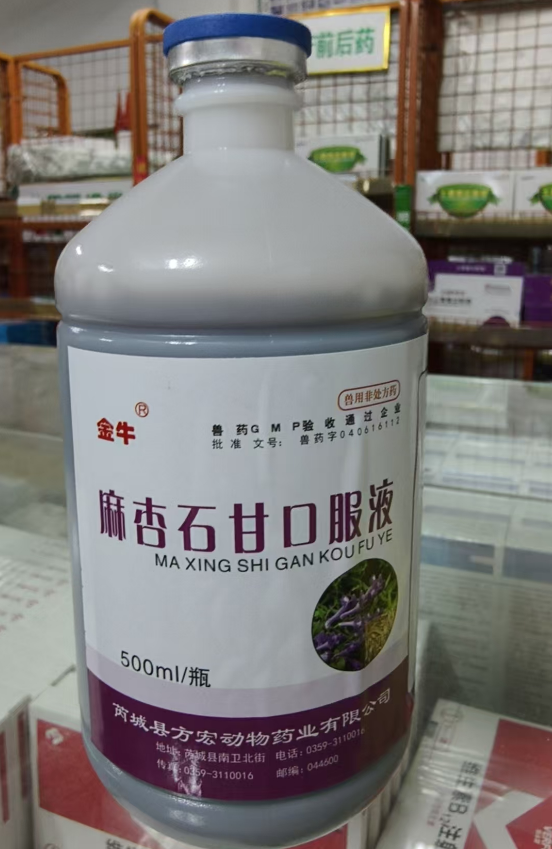 前后药
兽用非处方药
金牛®
兽药GMP验收通过企业
批准文号: 兽药字040616112
麻杏石甘口服液
MA XING SHI GAN KOU FU YE
500ml/瓶
芮城县方宏动物药业有限公司
地址: 芮城县南卫北街 电话: 0359-3110016
传真: 0359-3110016 邮编: 044600